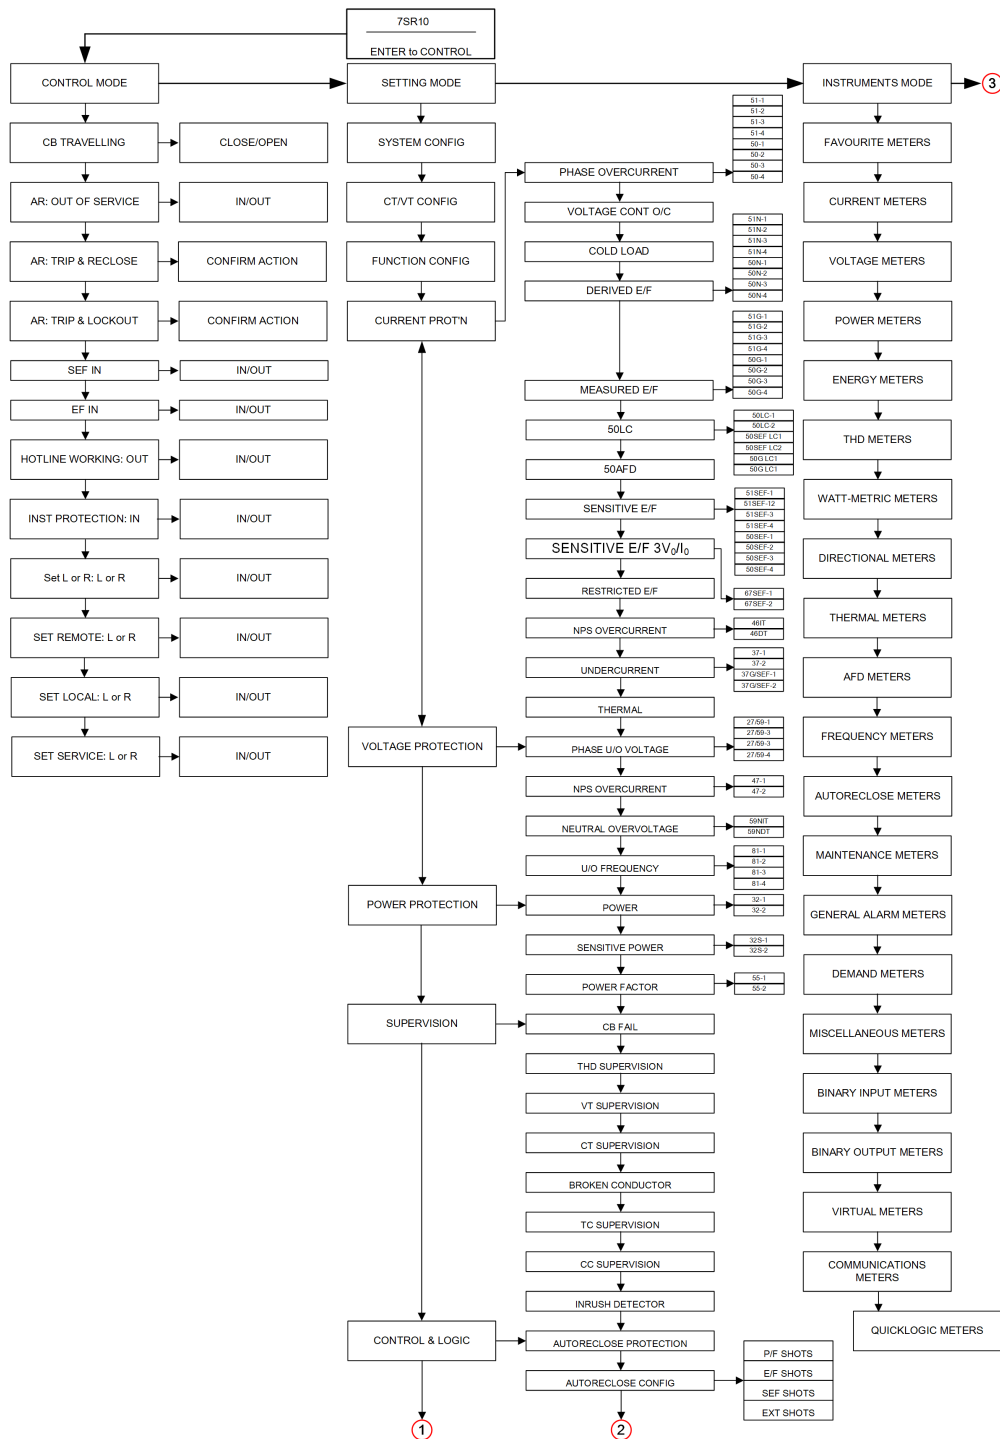 7SR10
ENTER to CONTROL
CONTROL MODE
CB TRAVELLING
CLOSE/OPEN
AR: OUT OF SERVICE
IN/OUT
AR: TRIP & RECLOSE
CONFIRM ACTION
AR: TRIP & LOCKOUT
CONFIRM ACTION
SEF IN
IN/OUT
EF IN
IN/OUT
HOTLINE WORKING: OUT
IN/OUT
INST PROTECTION: IN
IN/OUT
Set L or R: L or R
IN/OUT
SET REMOTE: L or R
IN/OUT
SET LOCAL: L or R
IN/OUT
SET SERVICE: L or R
IN/OUT
SETTING MODE
SYSTEM CONFIG
CT/VT CONFIG
FUNCTION CONFIG
CURRENT PROT'N
VOLTAGE PROTECTION
POWER PROTECTION
SUPERVISION
CONTROL & LOGIC
1
PHASE OVERCURRENT
51-1
51-2
51-3
51-4
50-1
50-2
50-3
50-4
VOLTAGE CONT O/C
COLD LOAD
DERIVED E/F
51N-1
51N-2
51N-3
51N-4
50N-1
50N-2
50N-3
50N-4
MEASURED E/F
51G-1
51G-2
51G-3
51G-4
50G-1
50G-2
50G-3
50G-4
50LC
50LC-1
50LC-2
50SEF LC1
50SEF LC2
50G LC1
50G LC1
50AFD
SENSITIVE E/F
51SEF-1
51SEF-12
51SEF-3
51SEF-4
50SEF-1
50SEF-2
50SEF-3
50SEF-4
SENSITIVE E/F 3V₀/I₀
67SEF-1
67SEF-2
RESTRICTED E/F
NPS OVERCURRENT
46IT
46DT
UNDERCURRENT
37-1
37-2
37G/SEF-1
37G/SEF-2
THERMAL
PHASE U/O VOLTAGE
27/59-1
27/59-3
27/59-3
27/59-4
NPS OVERCURRENT
47-1
47-2
NEUTRAL OVERVOLTAGE
59NIT
59NDT
U/O FREQUENCY
81-1
81-2
81-3
81-4
POWER
32-1
32-2
SENSITIVE POWER
32S-1
32S-2
POWER FACTOR
55-1
55-2
CB FAIL
THD SUPERVISION
VT SUPERVISION
CT SUPERVISION
BROKEN CONDUCTOR
TC SUPERVISION
CC SUPERVISION
INRUSH DETECTOR
AUTORECLOSE PROTECTION
AUTORECLOSE CONFIG
P/F SHOTS
E/F SHOTS
SEF SHOTS
EXT SHOTS
2
INSTRUMENTS MODE
3
FAVOURITE METERS
CURRENT METERS
VOLTAGE METERS
POWER METERS
ENERGY METERS
THD METERS
WATT-METRIC METERS
DIRECTIONAL METERS
THERMAL METERS
AFD METERS
FREQUENCY METERS
AUTORECLOSE METERS
MAINTENANCE METERS
GENERAL ALARM METERS
DEMAND METERS
MISCELLANEOUS METERS
BINARY INPUT METERS
BINARY OUTPUT METERS
VIRTUAL METERS
COMMUNICATIONS
METERS
QUICKLOGIC METERS